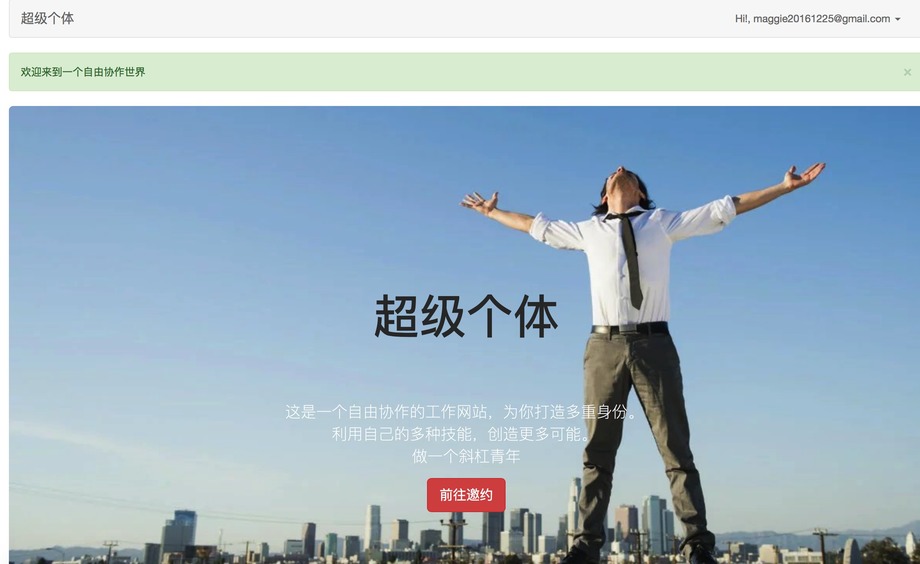 超级个体
Hi!, maggie20161225@gmail.com
欢迎来到一个自由协作世界
×
超级个体
这是一个自由协作的工作网站，为你打造多重身份。
利用自己的多种技能，创造更多可能。
做一个斜杠青年
前往邀约